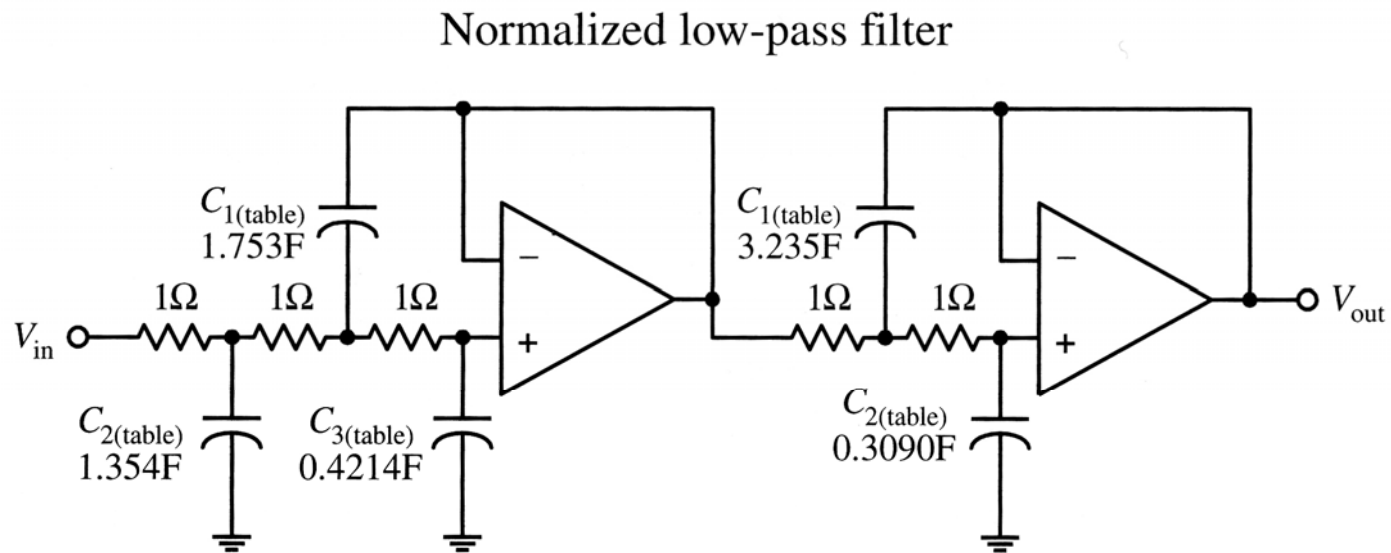 Normalized low-pass filter
C1(table)
1.753F
1Ω
1Ω
1Ω
Vin
C2(table)
1.354F
C3(table)
0.4214F
−
+
C1(table)
3.235F
1Ω
1Ω
C2(table)
0.3090F
−
+
Vout